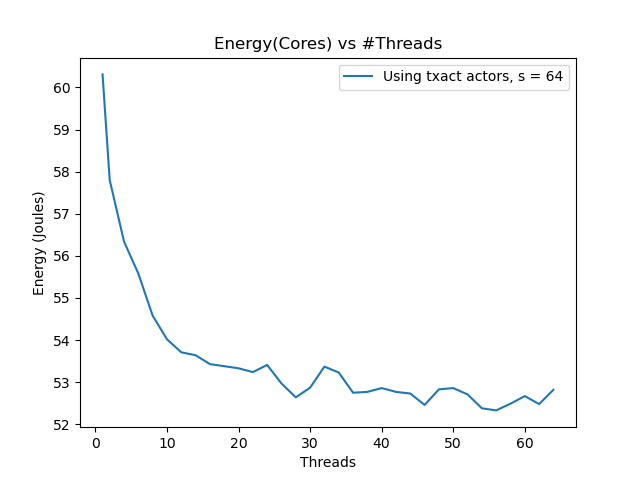 Energy(Cores) vs #Threads
Using txact actors, s = 64
Energy (Joules)
60
59
58
57
56
55
54
53
52
0 10 20 30 40 50 60
Threads